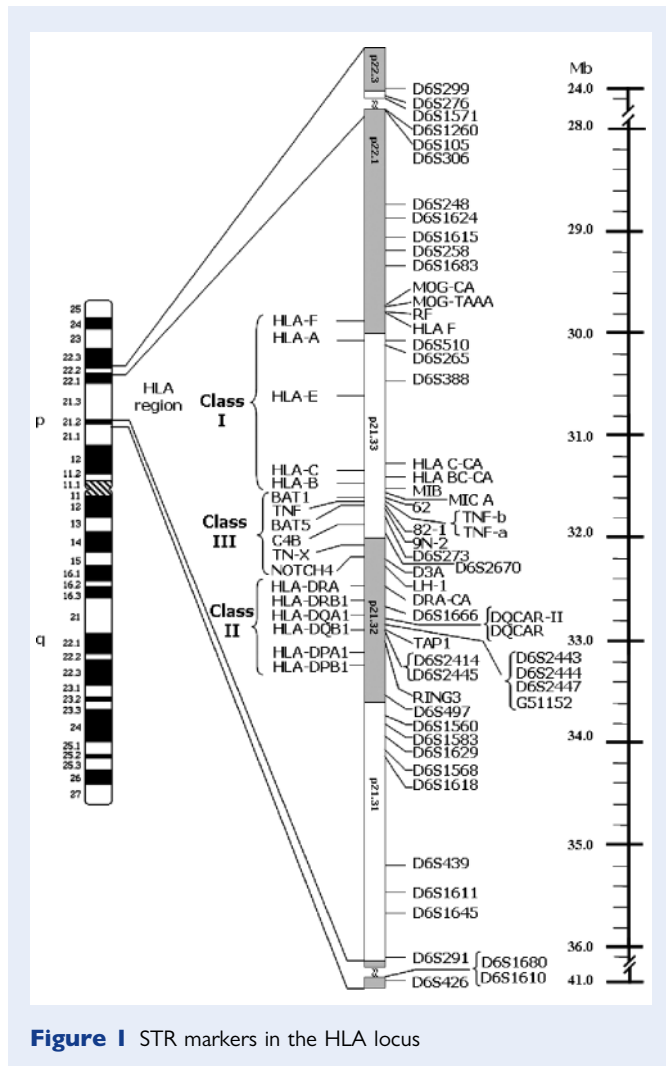 p22.3
D6S299
D6S276
D6S1571
D6S1260
D6S105
D6S306
p22.1
D6S248
D6S1624
D6S1615
D6S258
D6S1683
MOG-CA
MOG-TAAA
RF
HLA F
D6S510
D6S265
D6S388
p21.33
HLA C-CA
HLA BC-CA
MIB
MIC A
62
TNF-b
TNF-a
82-1
9N-2
D6S273
D6S2670
D3A
LH-1
DRA-CA
D6S1666
DQCAR-II
DQCAR
p21.32
TAP1
D6S2414
D6S2445
D6S2443
D6S2444
D6S2447
G51152
RING3
D6S497
D6S1560
D6S1583
D6S1629
D6S1568
D6S1618
p21.31
D6S439
D6S1611
D6S1645
D6S291
D6S1680
D6S1610
D6S426
Mb
24.0
28.0
29.0
30.0
31.0
32.0
33.0
34.0
35.0
36.0
41.0
HLA
region
Class
I
HLA-F
HLA-A
HLA-E
HLA-C
HLA-B
Class
III
BAT1
TNF
BAT5
C4B
TN-X
NOTCH4
Class
II
HLA-DRA
HLA-DRB1
HLA-DQA1
HLA-DQB1
HLA-DPA1
HLA-DPB1
p
q
25
24
23
22.3
22.2
22.1
21.3
21.2
21.1
12
11.2
11.1
11
12
13
14
15
16.1
16.2
16.3
21
22.1
22.2
22.3
23.1
23.2
23.3
24
25.1
25.2
25.3
26
27
Figure 1 STR markers in the HLA locus